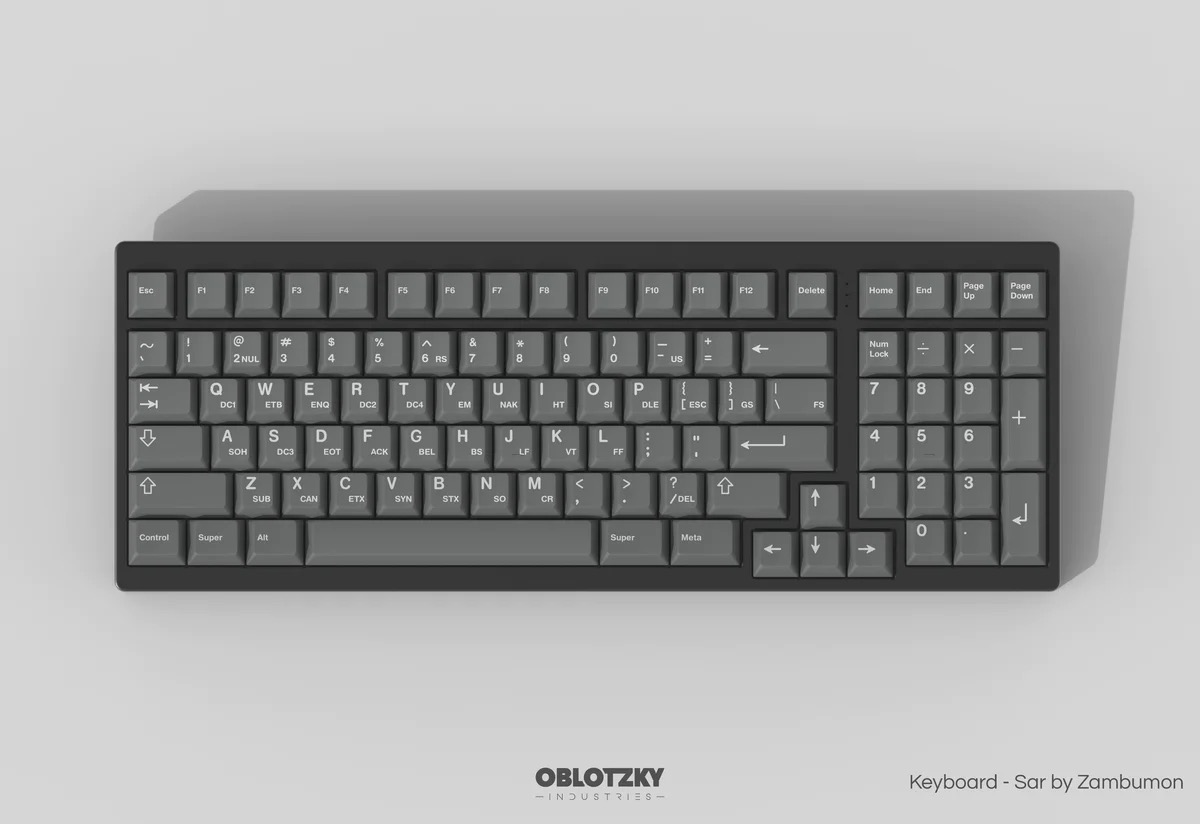 Esc F1 F2 F3 F4 F5 F6 F7 F8 F9 F10 F11 F12 Delete Home End Page Up Page Down
~ ! @ # $ % ^ & * ( ) _ + ← Num Lock ÷ × −
` 1 2 NUL 3 4 5 6 RS 7 8 9 0 - US =
⇤ Q W E R T Y U I O P { } | 7 8 9 +
⇥ DC1 ETB ENQ DC2 DC4 EM NAK HT SI DLE [ ESC ] GS \ FS
⇩ A S D F G H J K L : " ↵ 4 5 6
SOH DC3 EOT ACK BEL BS LF VT FF ; '
⇧ Z X C V B N M < > ? ⇧ ↑ 1 2 3 ↵
SUB CAN ETX SYN STX SO CR , . / DEL
Control Super Alt Super Meta ← ↓ → 0 .
OBLOTZKY
INDUSTRIES
Keyboard - Sar by Zambumon